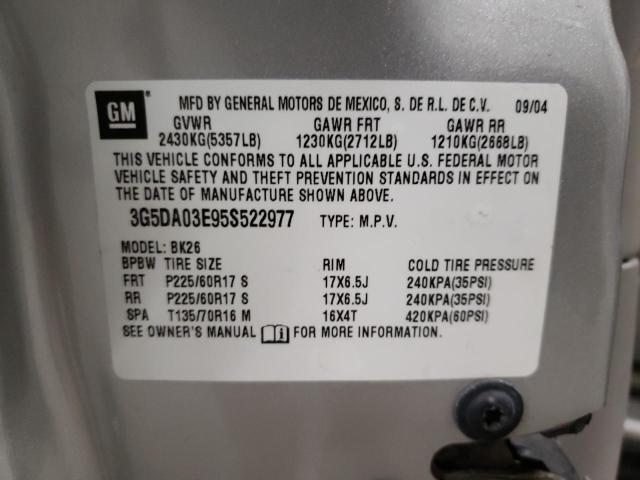 GM
MFD BY GENERAL MOTORS DE MEXICO, S. DE R.L. DE C.V. 09/04
GVWR GAWR FRT GAWR RR
2430KG(5357LB) 1230KG(2712LB) 1210KG(2668LB)
THIS VEHICLE CONFORMS TO ALL APPLICABLE U.S. FEDERAL MOTOR
VEHICLE SAFETY AND THEFT PREVENTION STANDARDS IN EFFECT ON
THE DATE OF MANUFACTURE SHOWN ABOVE.
3G5DA03E95S522977 TYPE: M.P.V.
MODEL: BK26
BPBW TIRE SIZE RIM COLD TIRE PRESSURE
FRT P225/60R17 S 17X6.5J 240KPA(35PSI)
RR P225/60R17 S 17X6.5J 240KPA(35PSI)
SPA T135/70R16 M 16X4T 420KPA(60PSI)
SEE OWNER'S MANUAL FOR MORE INFORMATION.